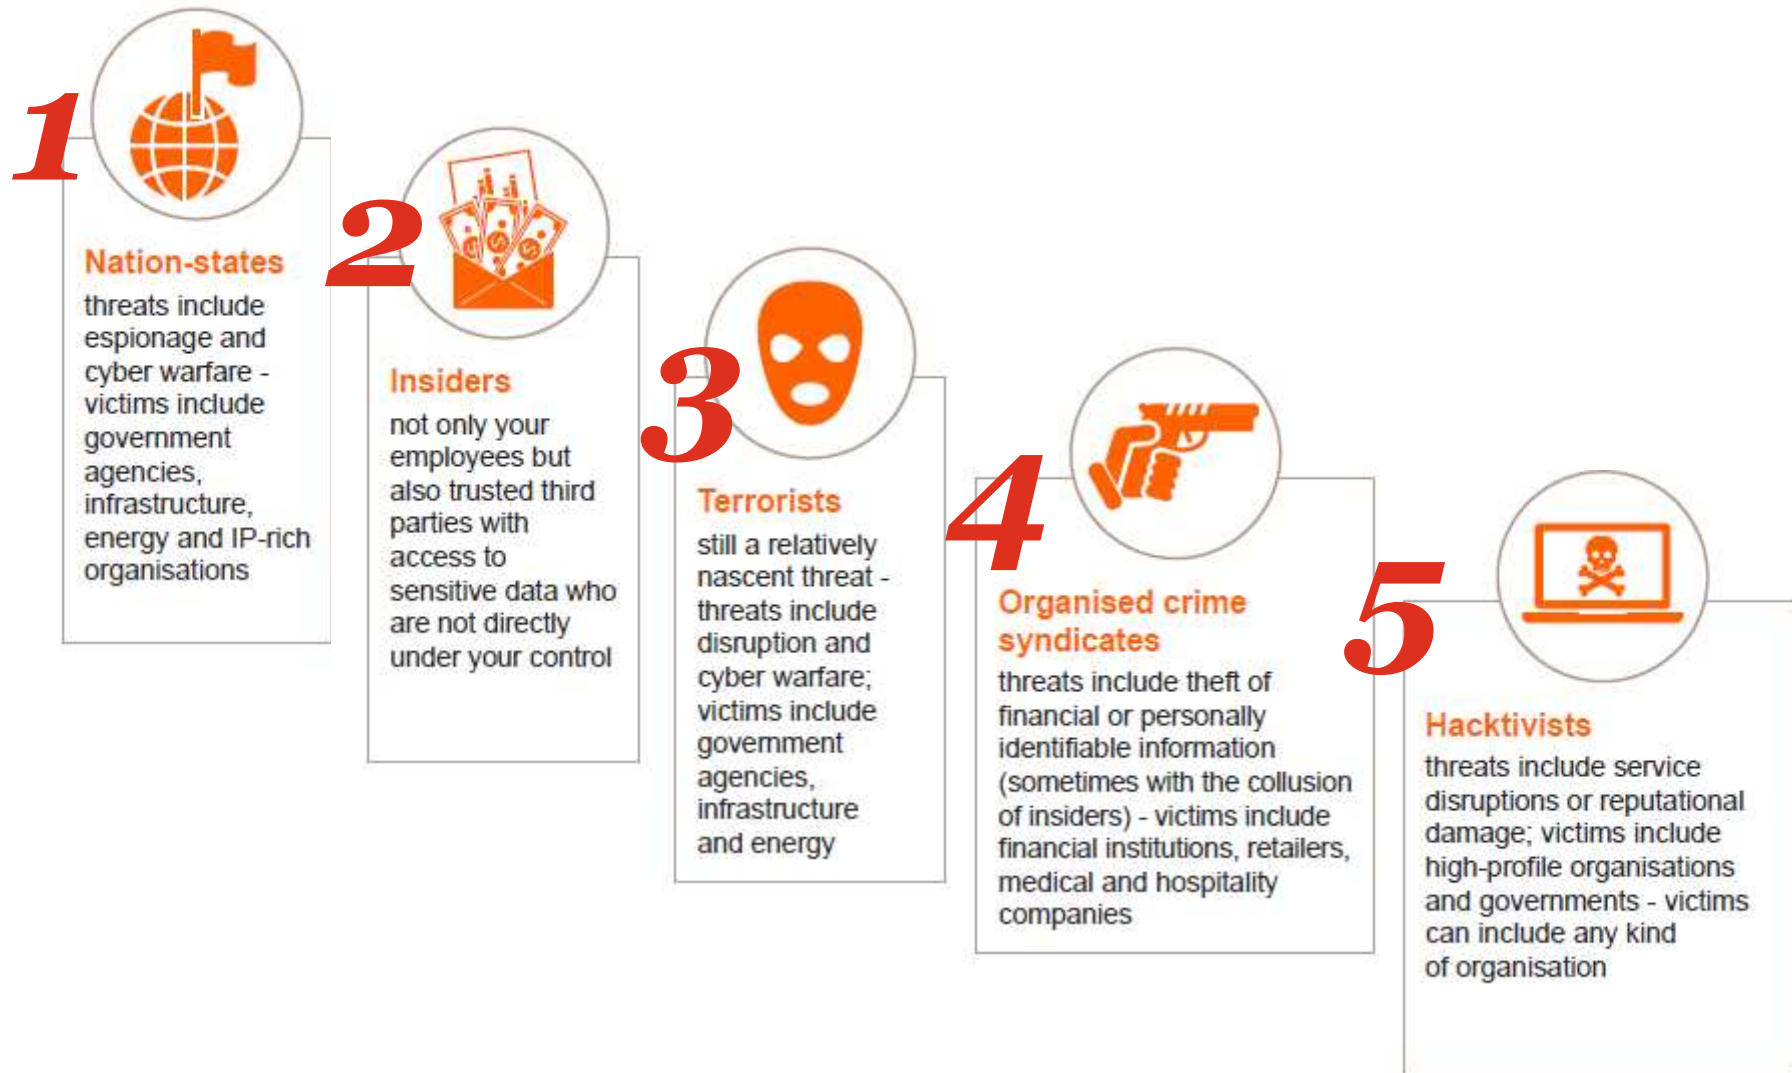 1
Nation-states
threats include
espionage and
cyber warfare -
victims include
government
agencies,
infrastructure,
energy and IP-rich
organisations
2
Insiders
not only your
employees but
also trusted third
parties with
access to
sensitive data who
are not directly
under your control
3
Terrorists
still a relatively
nascent threat -
threats include
disruption and
cyber warfare;
victims include
government
agencies,
infrastructure
and energy
4
Organised crime
syndicates
threats include theft of
financial or personally
identifiable information
(sometimes with the collusion
of insiders) - victims include
financial institutions, retailers,
medical and hospitality
companies
5
Hacktivists
threats include service
disruptions or reputational
damage; victims include
high-profile organisations
and governments - victims
can include any kind
of organisation